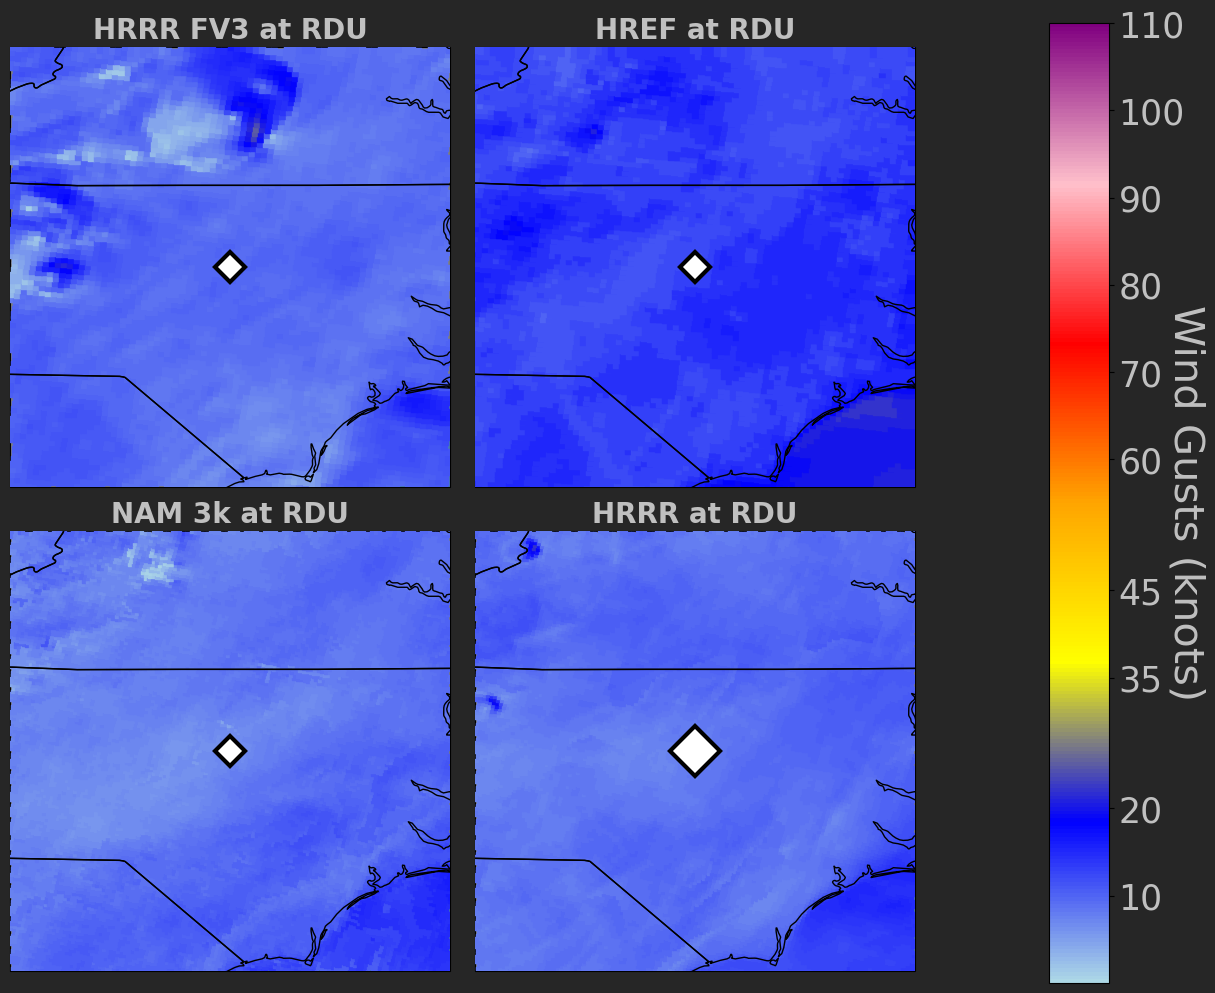 HRRR FV3 at RDU
HREF at RDU
NAM 3k at RDU
HRRR at RDU
110
100
90
80
70
60
45
35
20
10
Wind Gusts (knots)